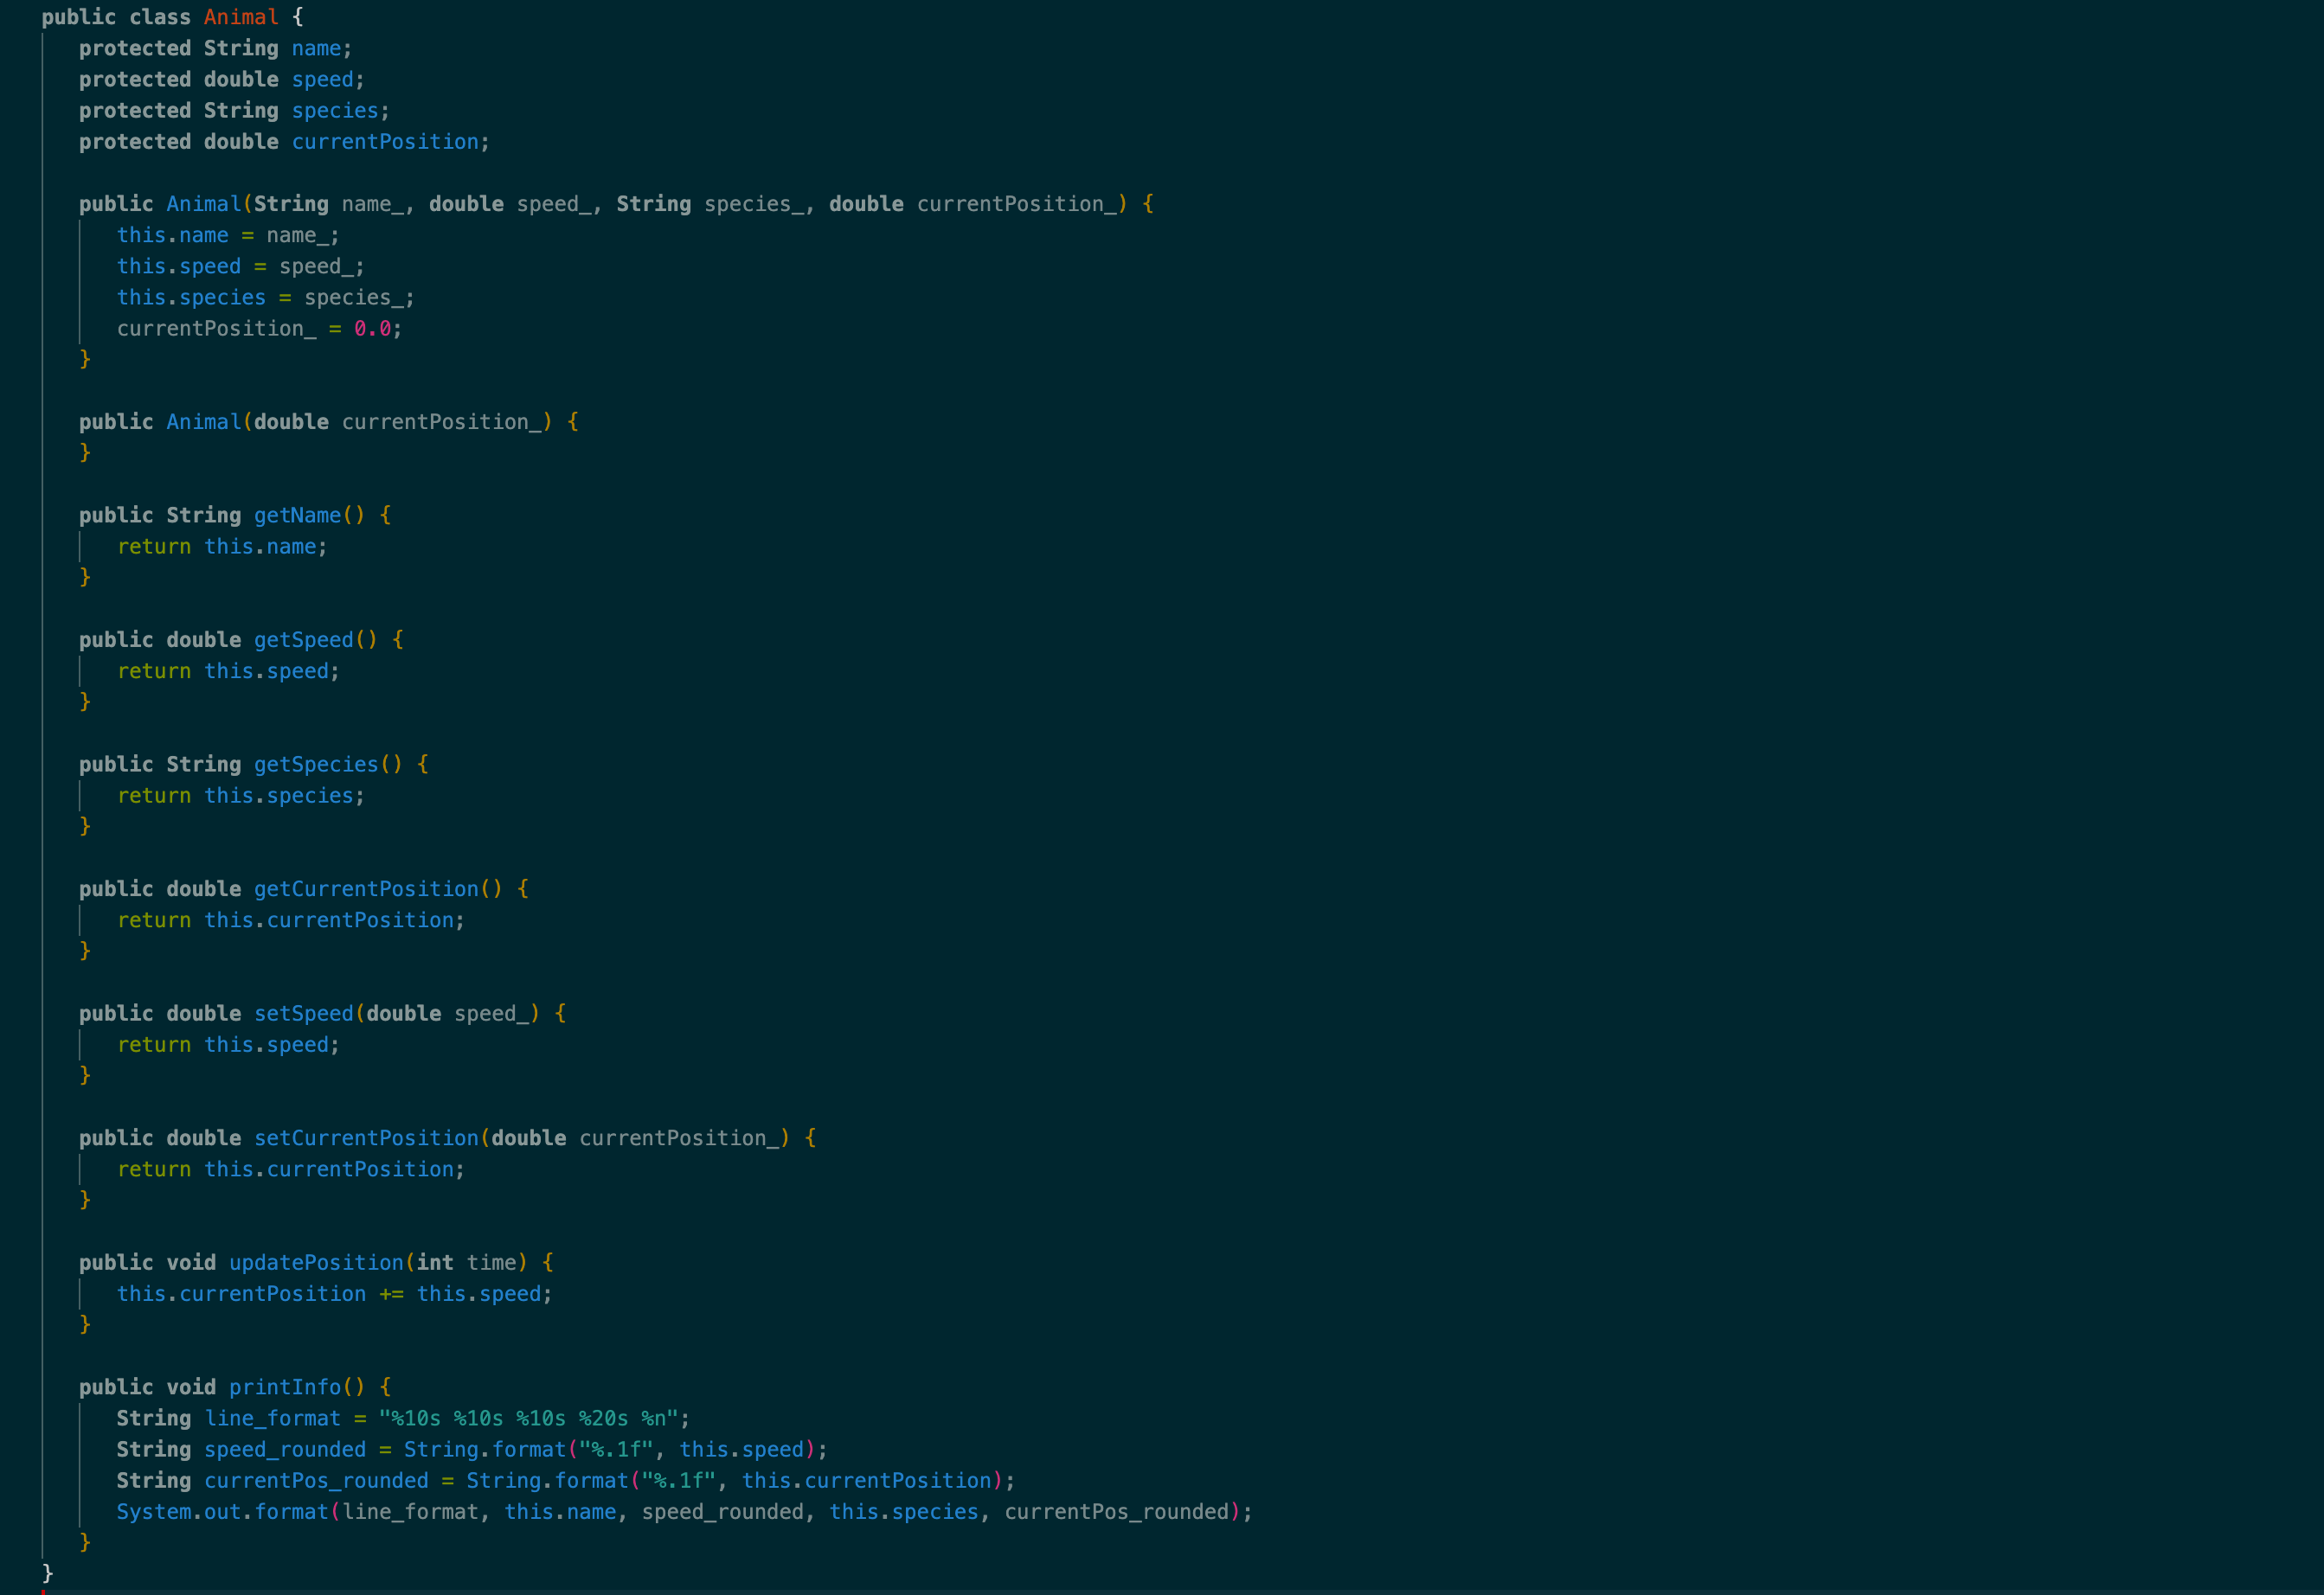 public class Animal {
protected String name;
protected double speed;
protected String species;
protected double currentPosition;
public Animal(String name_, double speed_, String species_, double currentPosition_) {
this.name = name_;
this.speed = speed_;
this.species = species_;
currentPosition_ = 0.0;
}
public Animal(double currentPosition_) {
}
public String getName() {
return this.name;
}
public double getSpeed() {
return this.speed;
}
public String getSpecies() {
return this.species;
}
public double getCurrentPosition() {
return this.currentPosition;
}
public double setSpeed(double speed_) {
return this.speed;
}
public double setCurrentPosition(double currentPosition_) {
return this.currentPosition;
}
public void updatePosition(int time) {
this.currentPosition += this.speed;
}
public void printInfo() {
String line_format = "%10s %10s %10s %20s %n";
String speed_rounded = String.format("%.1f", this.speed);
String currentPos_rounded = String.format("%.1f", this.currentPosition);
System.out.format(line_format, this.name, speed_rounded, this.species, currentPos_rounded);
}
}